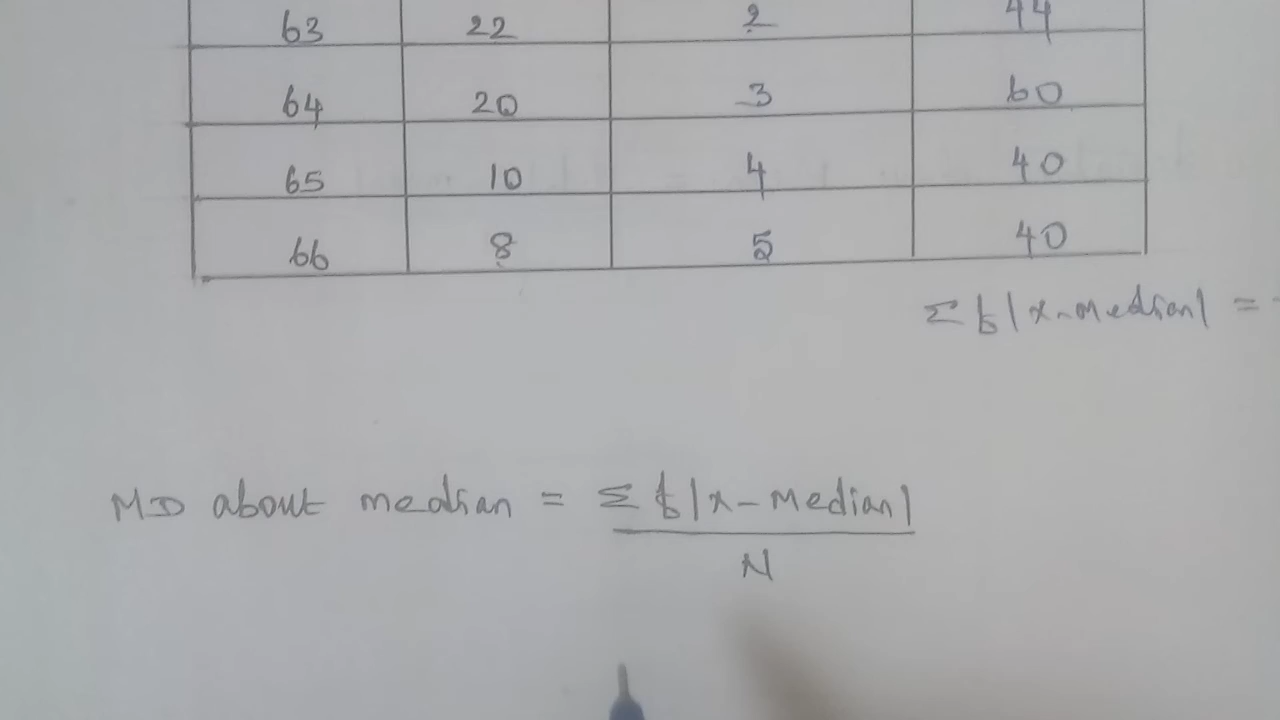 63 22 2 44
64 20 3 60
65 10 4 40
66 8 5 40
Σ f |x - median| =
MD about median = Σ f |x - median|
N